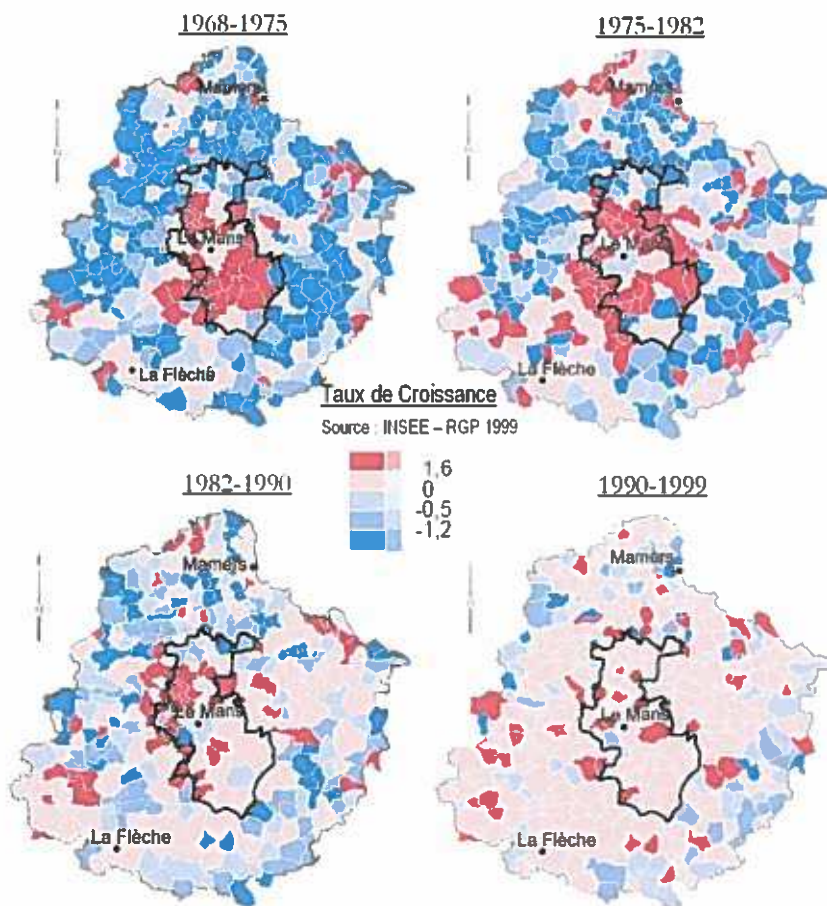 1968-1975
1975-1982
Mamers
Mamers
Le Mans
Le Mans
La Flèche
La Flèche
Taux de Croissance
Source : INSEE – RGP 1999
1,6
0
-0,5
-1,2
1982-1990
1990-1999
Mamers
Mamers
Le Mans
Le Mans
La Flèche
La Flèche